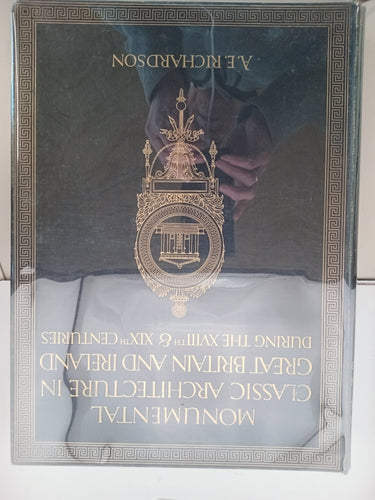 MONUMENTAL
CLASSIC ARCHITECTURE IN
GREAT BRITAIN AND IRELAND
DURING THE XVIIITH & XIXTH CENTURIES
A.E RICHARDSON